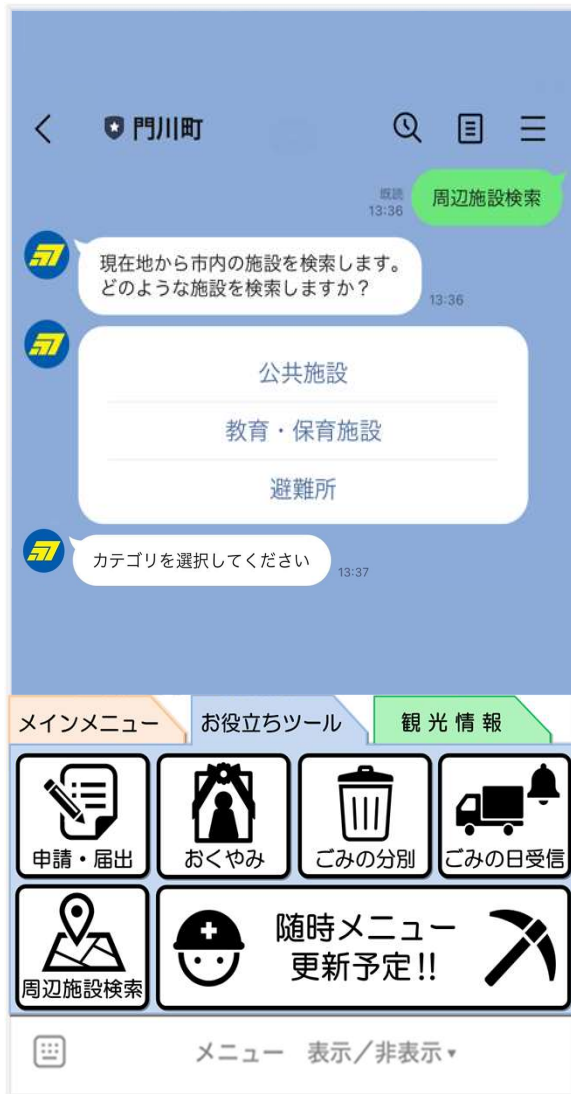 門川町
周辺施設検索
既読
13:36
現在地から市内の施設を検索します。
どのような施設を検索しますか？
13:36
公共施設
教育・保育施設
避難所
カテゴリを選択してください
13:37
メインメニュー
お役立ちツール
観光情報
申請・届出
おくやみ
ごみの分別
ごみの日受信
周辺施設検索
随時メニュー
更新予定!!
メニュー 表示／非表示▼